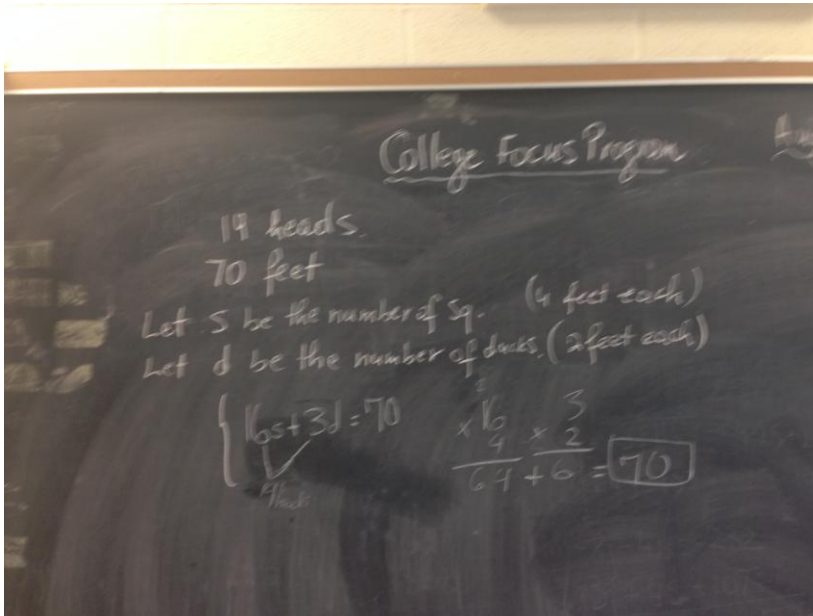 College Focus Program
19 heads.
70 feet
Let S be the number of sq. (4 feet each)
Let d be the number of ducks. (2 feet each)
16s+3d=70
16 3
× 4 × 2
64 + 6 = 70